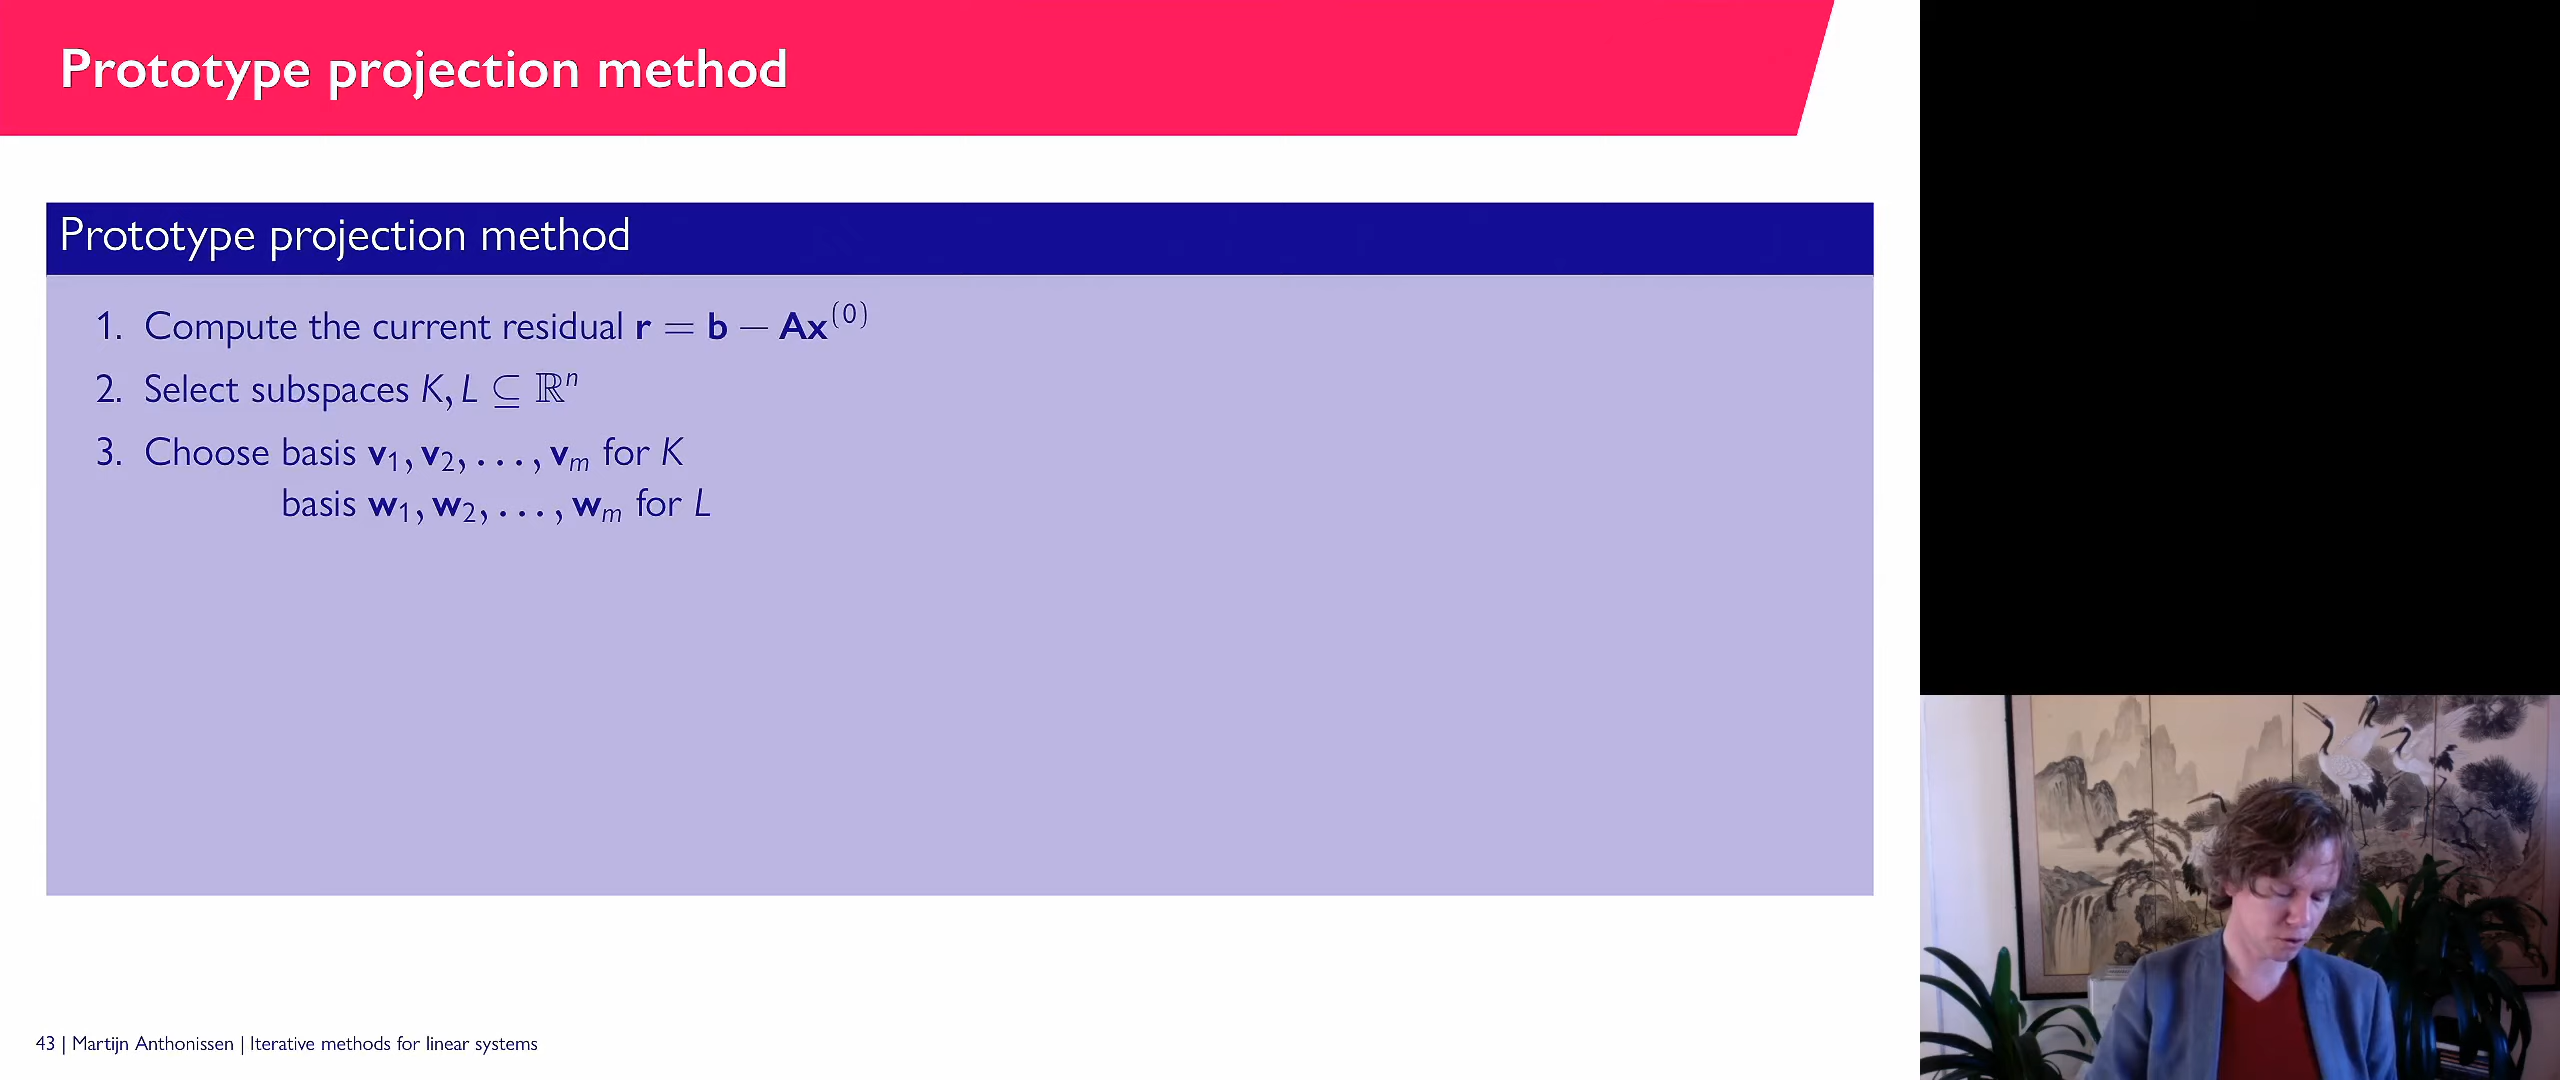 Prototype projection method
Prototype projection method
1. Compute the current residual r = b − Ax⁽⁰⁾
2. Select subspaces K, L ⊆ ℝⁿ
3. Choose basis v₁, v₂, . . . , vₘ for K
basis w₁, w₂, . . . , wₘ for L
43 | Martijn Anthonissen | Iterative methods for linear systems